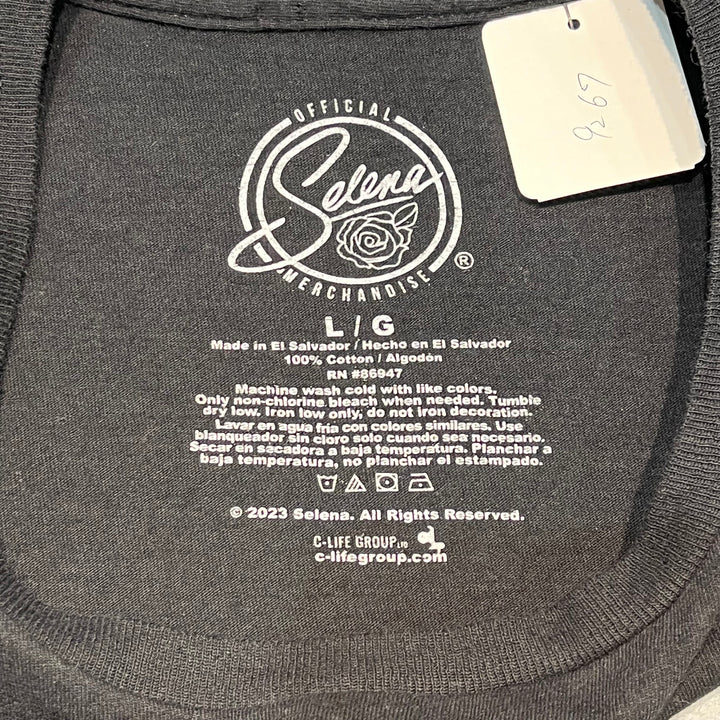 9267
OFFICIAL
Selena
MERCHANDISE
®
L / G
Made in El Salvador / Hecho en El Salvador
100% Cotton / Algodón
RN #86947
Machine wash cold with like colors.
Only non-chlorine bleach when needed. Tumble
dry low. Iron low only, do not iron decoration.
Lavar en agua fría con colores similares. Use
blanqueador sin cloro solo cuando sea necesario.
Secar en secadora a baja temperatura. Planchar a
baja temperatura, no planchar el estampado.
© 2023 Selena. All Rights Reserved.
C-LIFE GROUP LTD
c-lifegroup.com